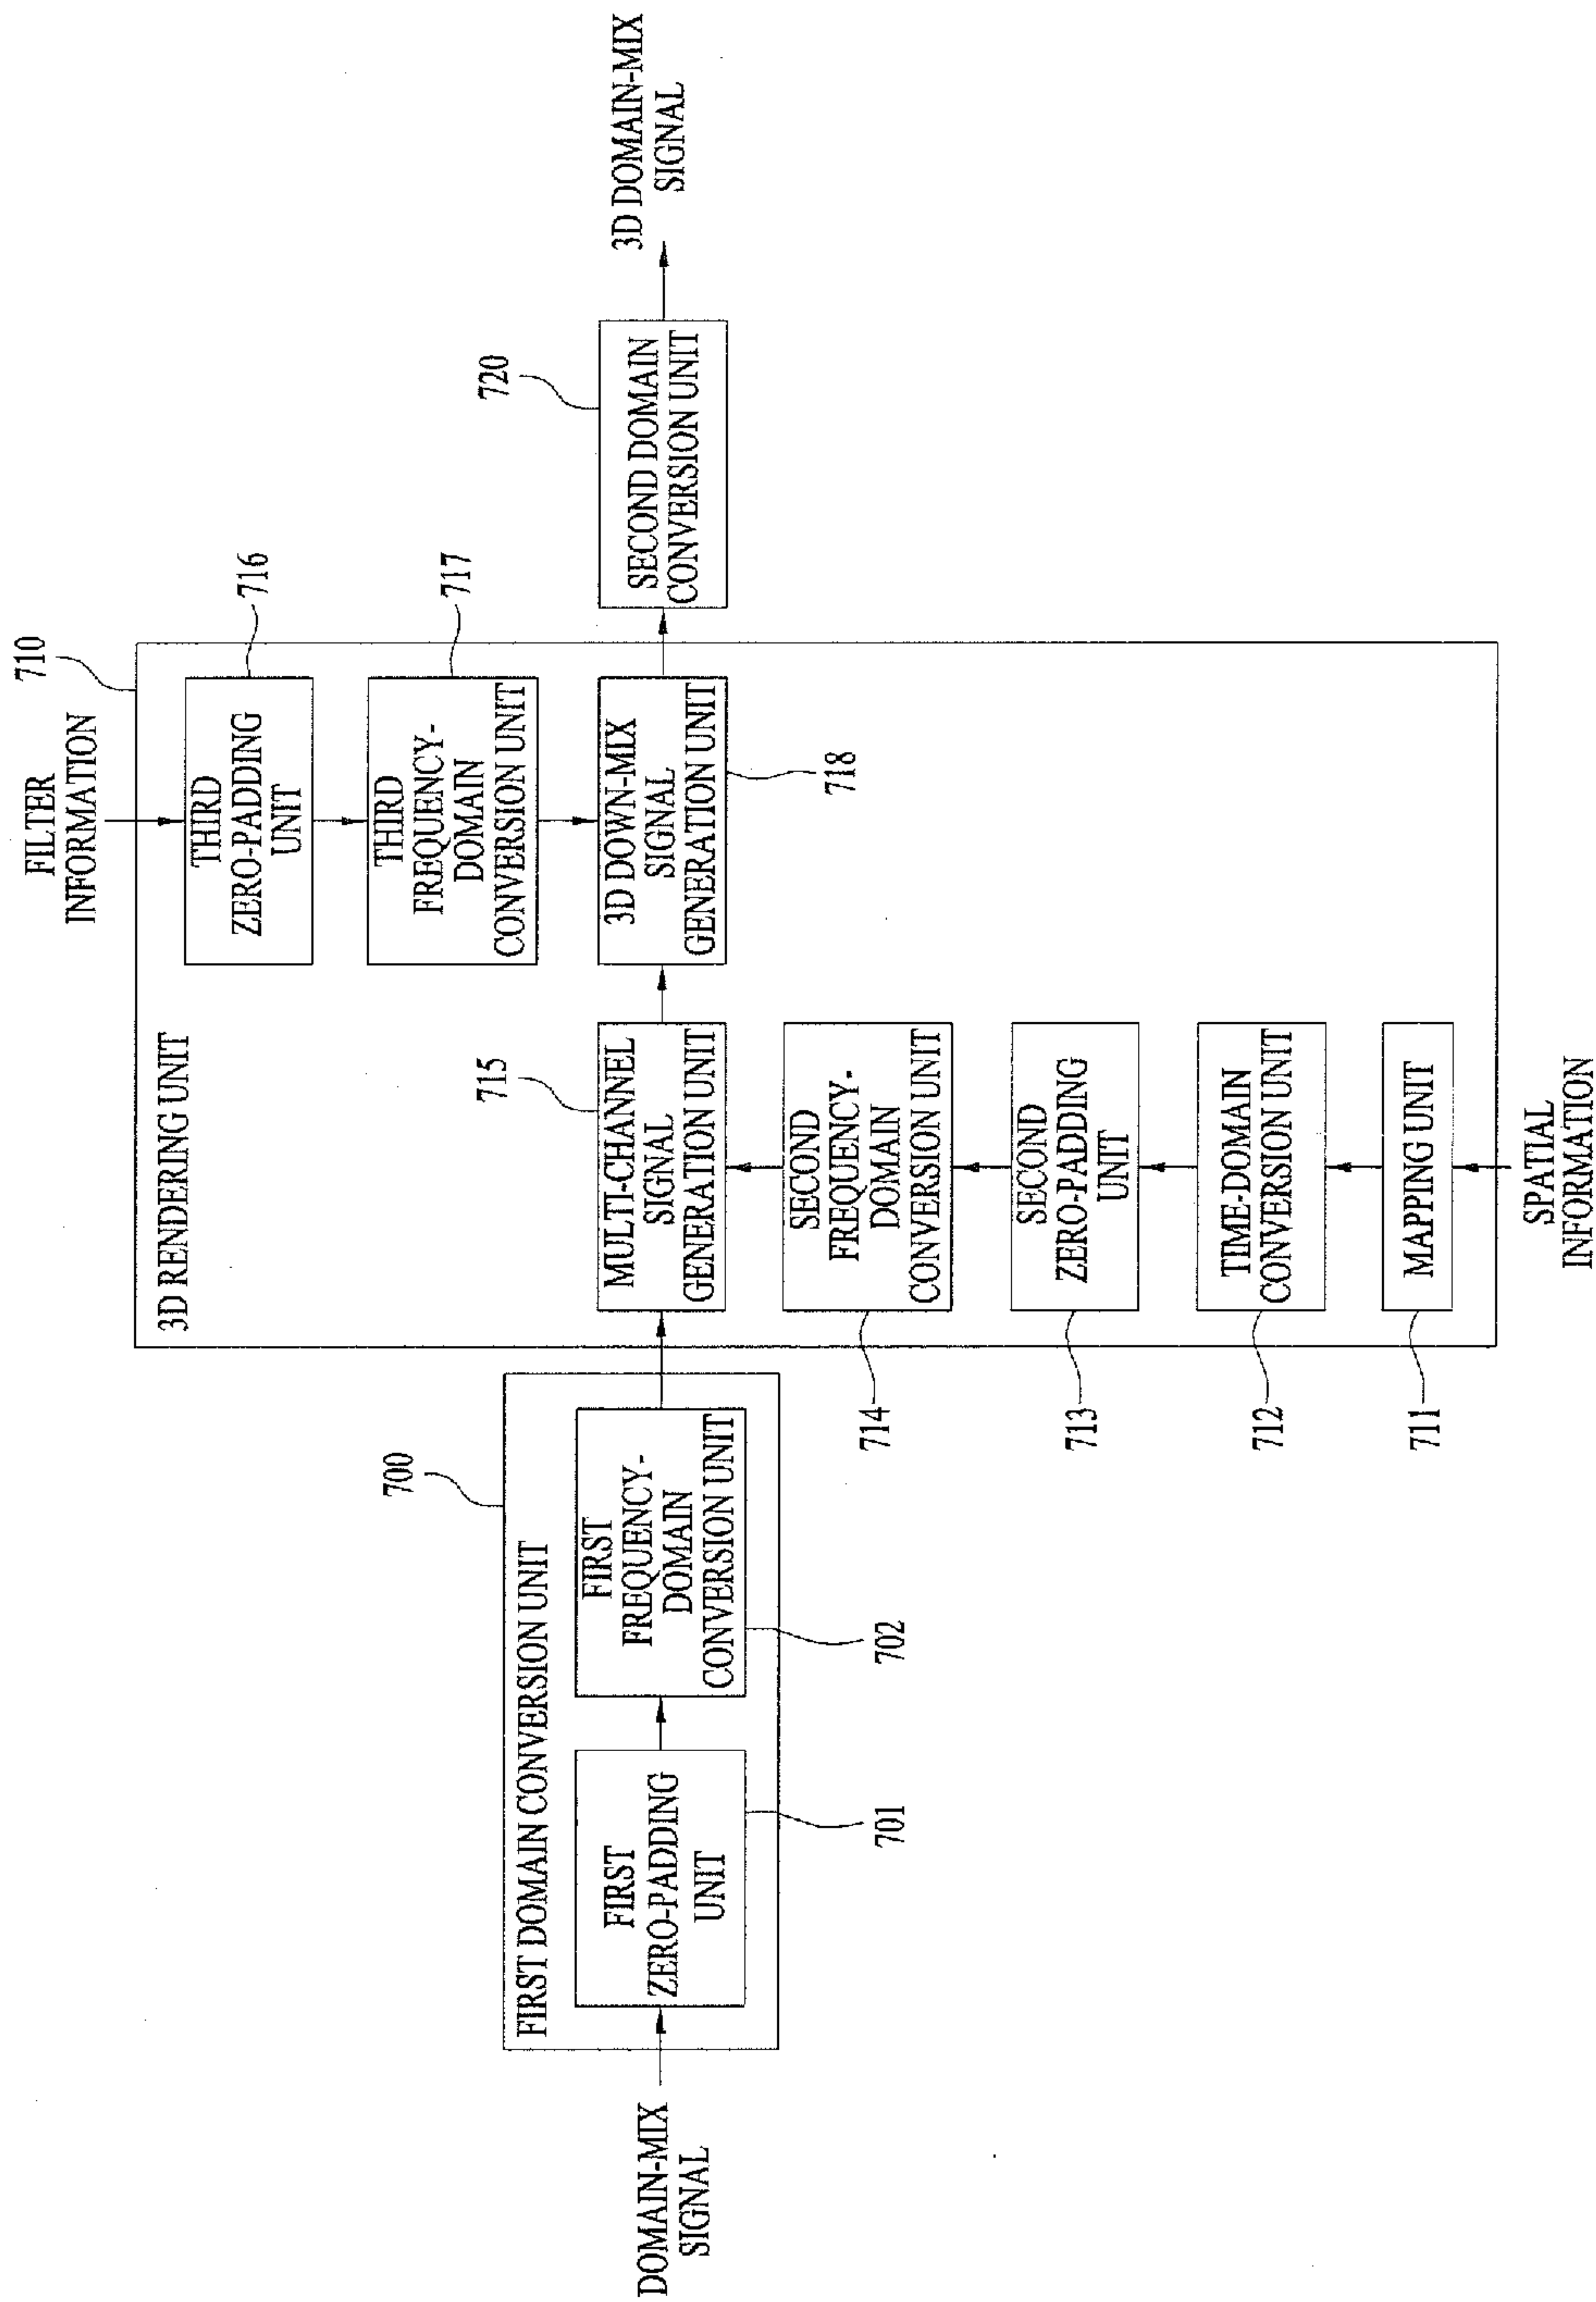 710
FILTER
INFORMATION
3D RENDERING UNIT
THIRD
ZERO-PADDING
UNIT
716
THIRD
FREQUENCY-
DOMAIN
CONVERSION UNIT
717
700
FIRST DOMAIN CONVERSION UNIT
DOMAIN-MIX
SIGNAL
FIRST
ZERO-PADDING
UNIT
701
FIRST
FREQUENCY-
DOMAIN
CONVERSION UNIT
702
715
MULTI-CHANNEL
SIGNAL
GENERATION UNIT
3D DOWN-MIX
SIGNAL
GENERATION UNIT
718
720
SECOND DOMAIN
CONVERSION UNIT
3D DOMAIN-MIX
SIGNAL
714
SECOND
FREQUENCY-
DOMAIN
CONVERSION UNIT
713
SECOND
ZERO-PADDING
UNIT
712
TIME-DOMAIN
CONVERSION UNIT
711
MAPPING UNIT
SPATIAL
INFORMATION